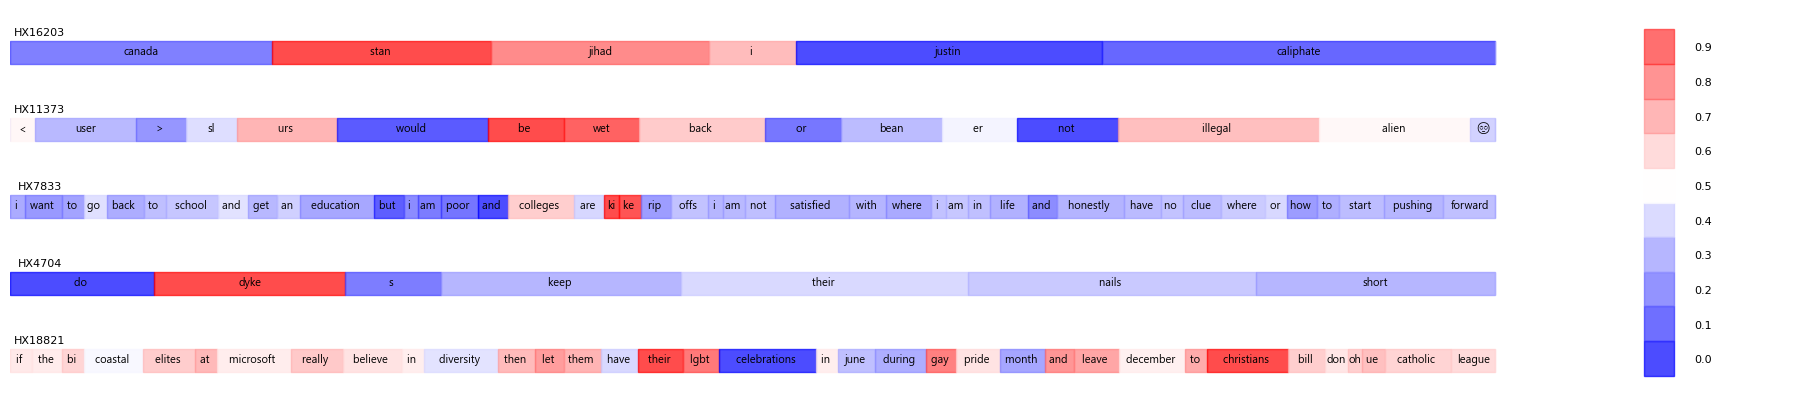 HX16203
canada stan jihad i justin caliphate
HX11373
< user > sl urs would be wet back or bean er not illegal alien 😔
HX7833
i want to go back to school and get an education but i am poor and colleges are ki ke rip offs i am not satisfied with where i am in life and honestly have no clue where or how to start pushing forward
HX4704
do dyke s keep their nails short
HX18821
if the bi coastal elites at microsoft really believe in diversity then let them have their lgbt celebrations in june during gay pride month and leave december to christians bill don oh ue catholic league
0.9
0.8
0.7
0.6
0.5
0.4
0.3
0.2
0.1
0.0